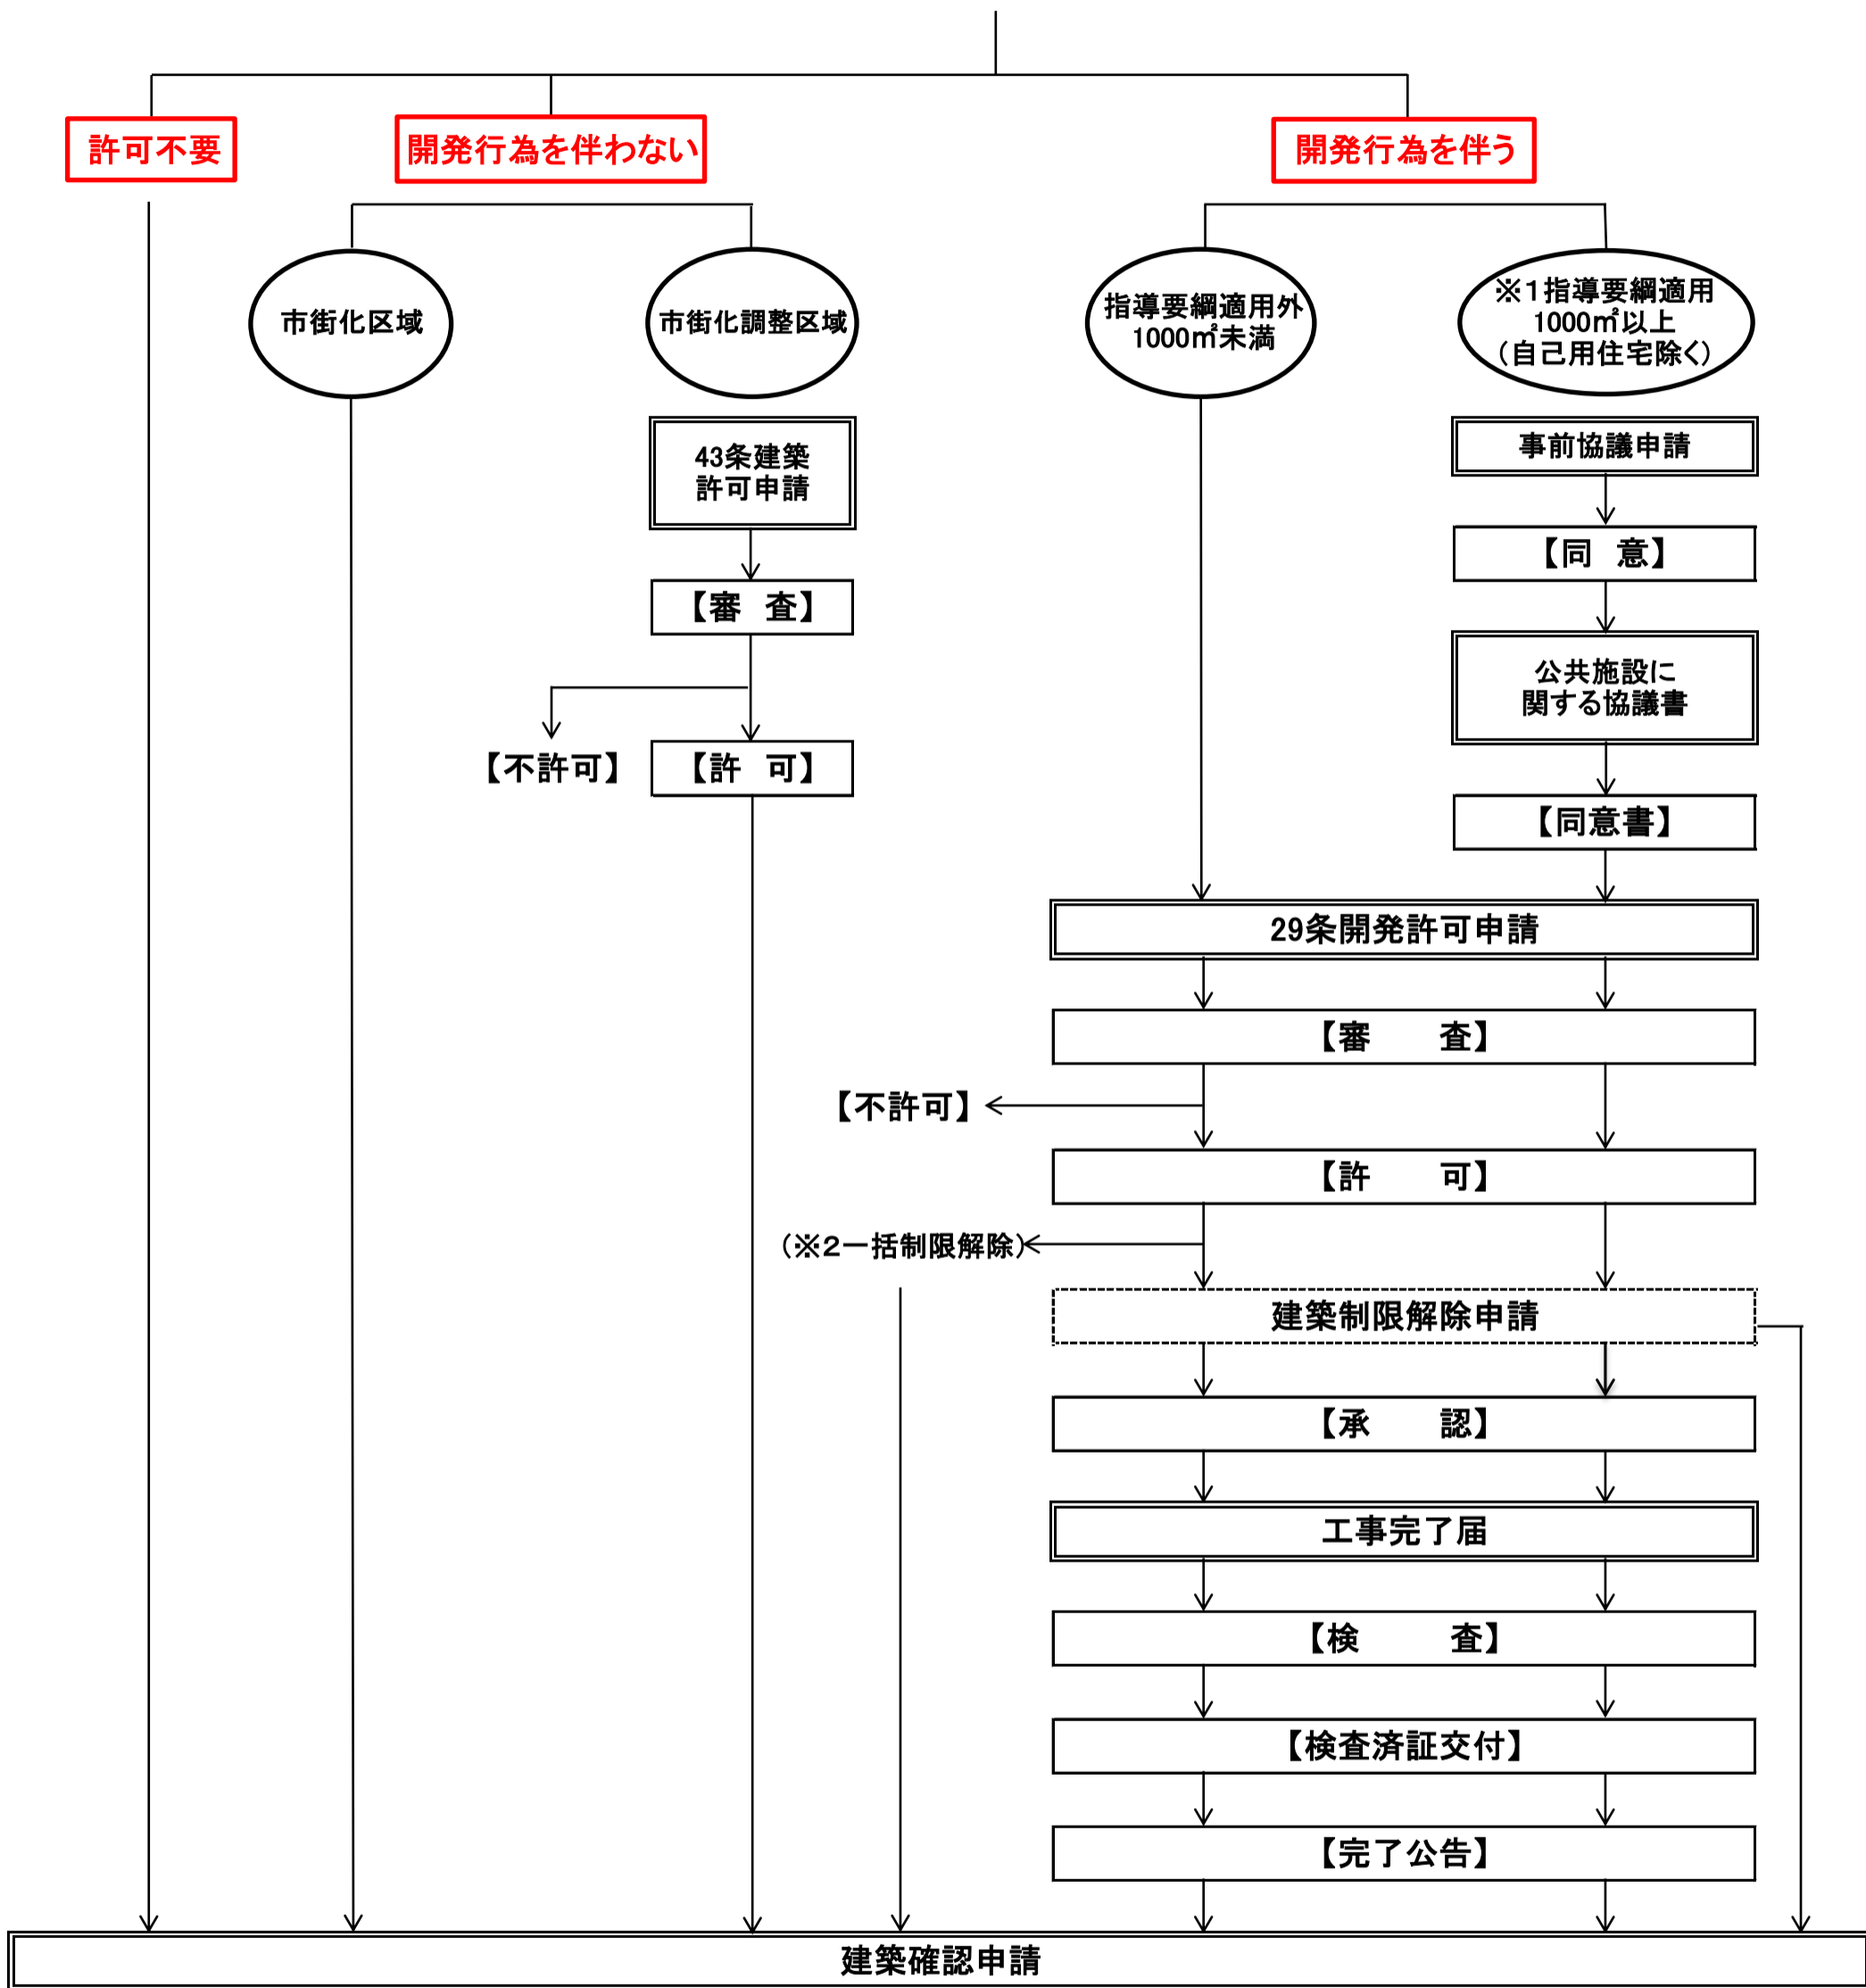 許可不要
開発行為を伴わない
開発行為を伴う
市街化区域
市街化調整区域
指導要綱適用外
1000㎡未満
※1指導要綱適用
1000㎡以上
(自己用住宅除く)
43条建築
許可申請
事前協議申請
【同　意】
【審　査】
公共施設に
関する協議書
【不許可】
【許　可】
【同意書】
29条開発許可申請
【審　　査】
【不許可】
【許　　可】
(※2一括制限解除)
建築制限解除申請
【承　　認】
工事完了届
【検　　　査】
【検査済証交付】
【完了公告】
建築確認申請